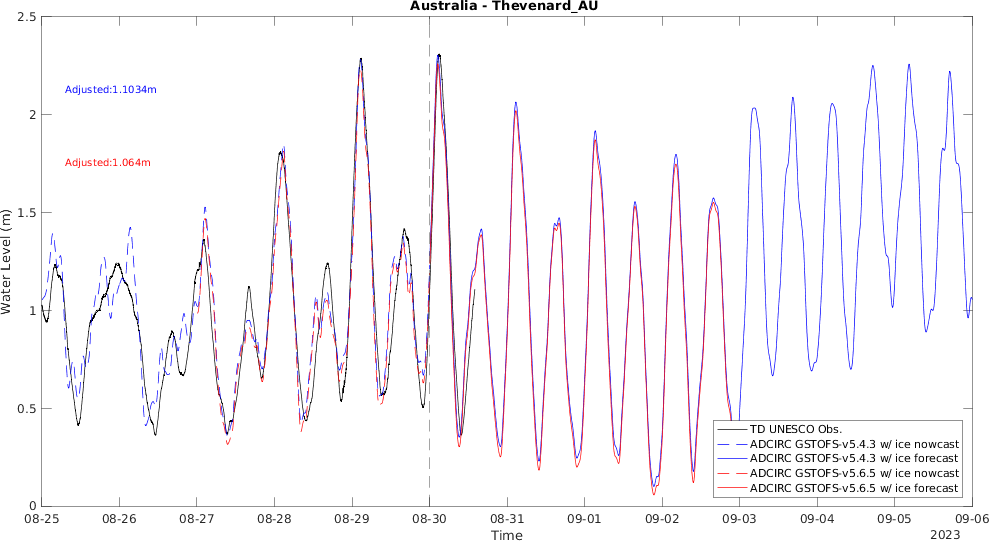 Australia - Thevenard_AU
Water Level (m)
2.5
2
1.5
1
0.5
0
Adjusted:1.1034m
Adjusted:1.064m
TD UNESCO Obs.
ADCIRC GSTOFS-v5.4.3 w/ ice nowcast
ADCIRC GSTOFS-v5.4.3 w/ ice forecast
ADCIRC GSTOFS-v5.6.5 w/ ice nowcast
ADCIRC GSTOFS-v5.6.5 w/ ice forecast
08-25 08-26 08-27 08-28 08-29 08-30 08-31 09-01 09-02 09-03 09-04 09-05 09-06
Time
2023